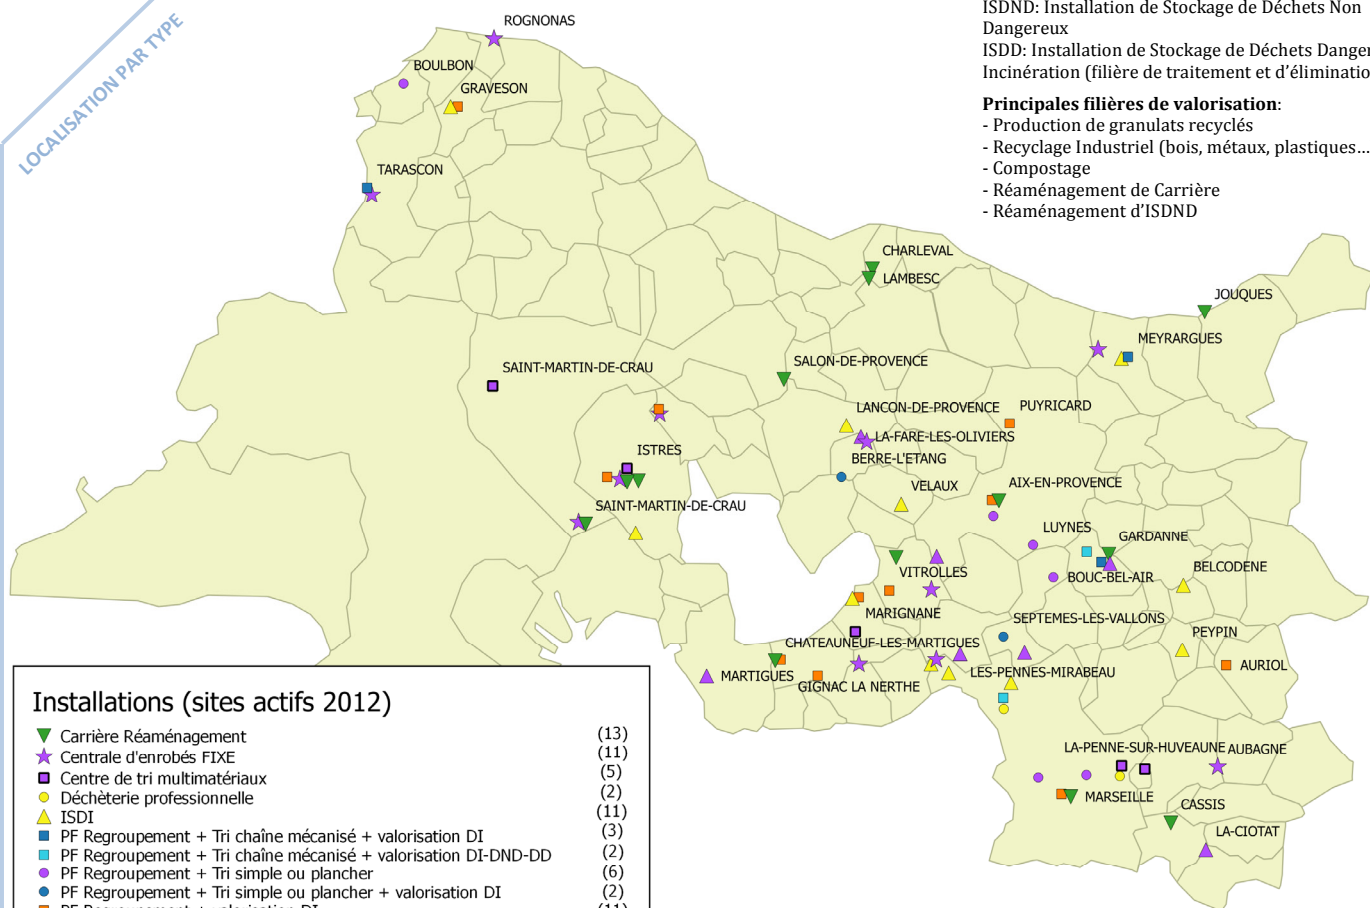 LOCALISATION PAR TYPE
ISDND: Installation de Stockage de Déchets Non
Dangereux
ISDD: Installation de Stockage de Déchets Danger
Incinération (filière de traitement et d'éliminatio
Principales filières de valorisation:
- Production de granulats recyclés
- Recyclage Industriel (bois, métaux, plastiques...
- Compostage
- Réaménagement de Carrière
- Réaménagement d'ISDND
ROGNONAS
BOULBON
GRAVESON
TARASCON
CHARLEVAL
LAMBESC
JOUQUES
MEYRARGUES
SAINT-MARTIN-DE-CRAU
SALON-DE-PROVENCE
LANCON-DE-PROVENCE
PUYRICARD
LA-FARE-LES-OLIVIERS
ISTRES
BERRE-L'ETANG
VELAUX
AIX-EN-PROVENCE
SAINT-MARTIN-DE-CRAU
LUYNES
GARDANNE
VITROLLES
BOUC-BEL-AIR
BELCODENE
MARIGNANE
SEPTEMES-LES-VALLONS
PEYPIN
CHATEAUNEUF-LES-MARTIGUES
MARTIGUES
GIGNAC LA NERTHE
LES-PENNES-MIRABEAU
AURIOL
LA-PENNE-SUR-HUVEAUNE
AUBAGNE
MARSEILLE
CASSIS
LA-CIOTAT
Installations (sites actifs 2012)
Carrière Réaménagement (13)
Centrale d'enrobés FIXE (11)
Centre de tri multimatériaux (5)
Déchèterie professionnelle (2)
ISDI (11)
PF Regroupement + Tri chaîne mécanisé + valorisation DI (3)
PF Regroupement + Tri chaîne mécanisé + valorisation DI-DND-DD (2)
PF Regroupement + Tri simple ou plancher (6)
PF Regroupement + Tri simple ou plancher + valorisation DI (2)
PF Regroupement + valorisation DI (11)